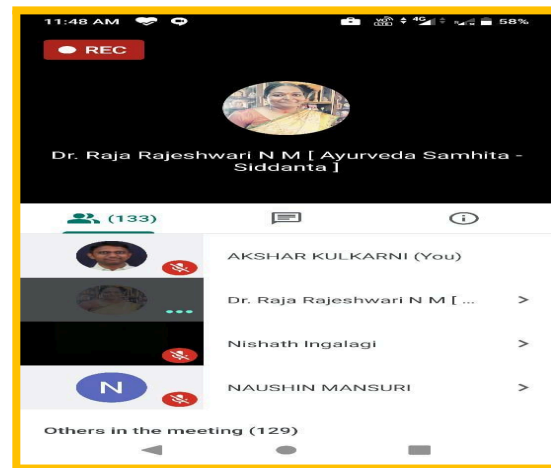 11:48 AM 4G 58%
REC
Dr. Raja Rajeshwari N M [ Ayurveda Samhita -
Siddanta ]
(133)
AKSHAR KULKARNI (You)
Dr. Raja Rajeshwari N M [ ...
Nishath Ingalagi
N NAUSHIN MANSURI
Others in the meeting (129)